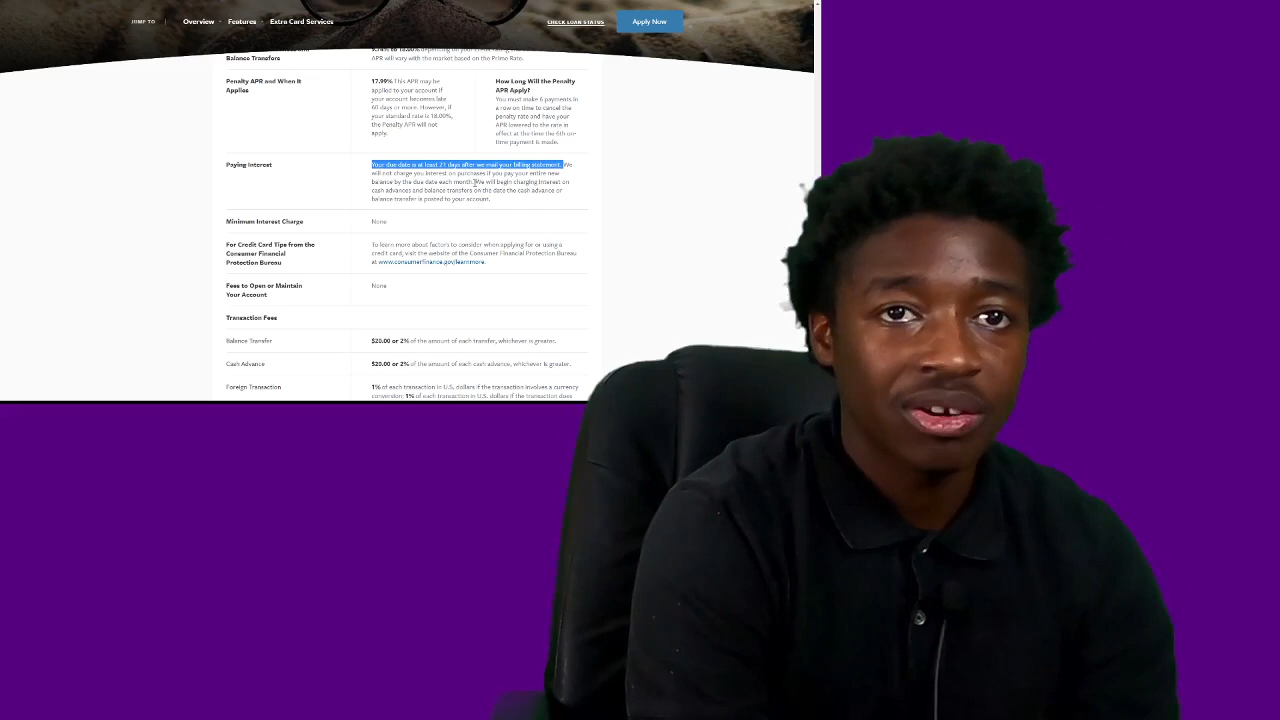 JUMP TO Overview Features Extra Card Services CHECK LOAN STATUS Apply Now
Balance Transfers
APR will vary with the market based on the Prime Rate.
Penalty APR and When It
Applies
17.99% This APR may be
applied to your account if
your account becomes late
60 days or more. However, if
your standard rate is 18.00%,
the Penalty APR will not
apply.
How Long Will the Penalty
APR Apply?
You must make 6 payments in
a row on time to cancel the
penalty rate and have your
APR lowered to the rate in
effect at the time the 6th on-
time payment is made.
Paying Interest
Your due date is at least 21 days after we mail your billing statement. We
will not charge you interest on purchases if you pay your entire new
balance by the due date each month. We will begin charging interest on
cash advances and balance transfers on the date the cash advance or
balance transfer is posted to your account.
Minimum Interest Charge
None
For Credit Card Tips from the
Consumer Financial
Protection Bureau
To learn more about factors to consider when applying for or using a
credit card, visit the website of the Consumer Financial Protection Bureau
at www.consumerfinance.gov/learnmore.
Fees to Open or Maintain
Your Account
None
Transaction Fees
Balance Transfer
$20.00 or 2% of the amount of each transfer, whichever is greater.
Cash Advance
$20.00 or 2% of the amount of each cash advance, whichever is greater.
Foreign Transaction
1% of each transaction in U.S. dollars if the transaction involves a currency
conversion; 1% of each transaction in U.S. dollars if the transaction does